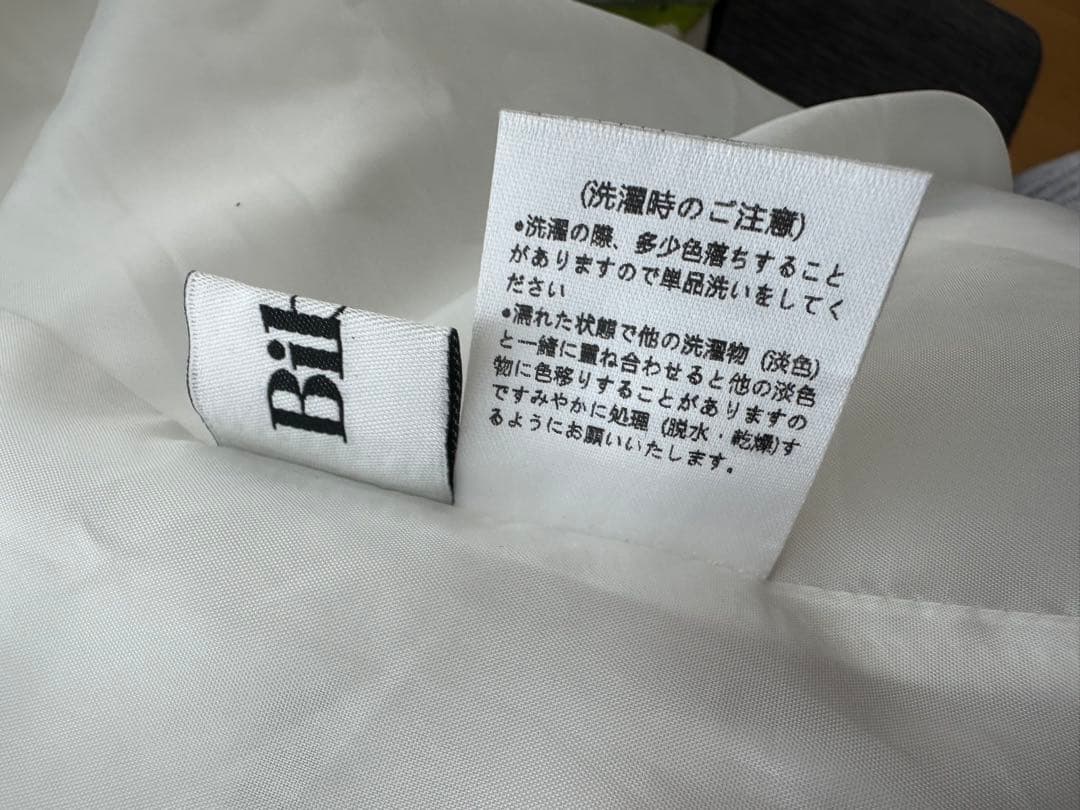 (洗濯時のご注意)
•洗濯の際、多少色落ちすること
がありますので単品洗いをしてく
ださい
•濡れた状態で他の洗濯物（淡色）
と一緒に重ね合わせると他の淡色
物に色移りすることがありますの
ですみやかに処理（脱水・乾燥)す
るようにお願いいたします。